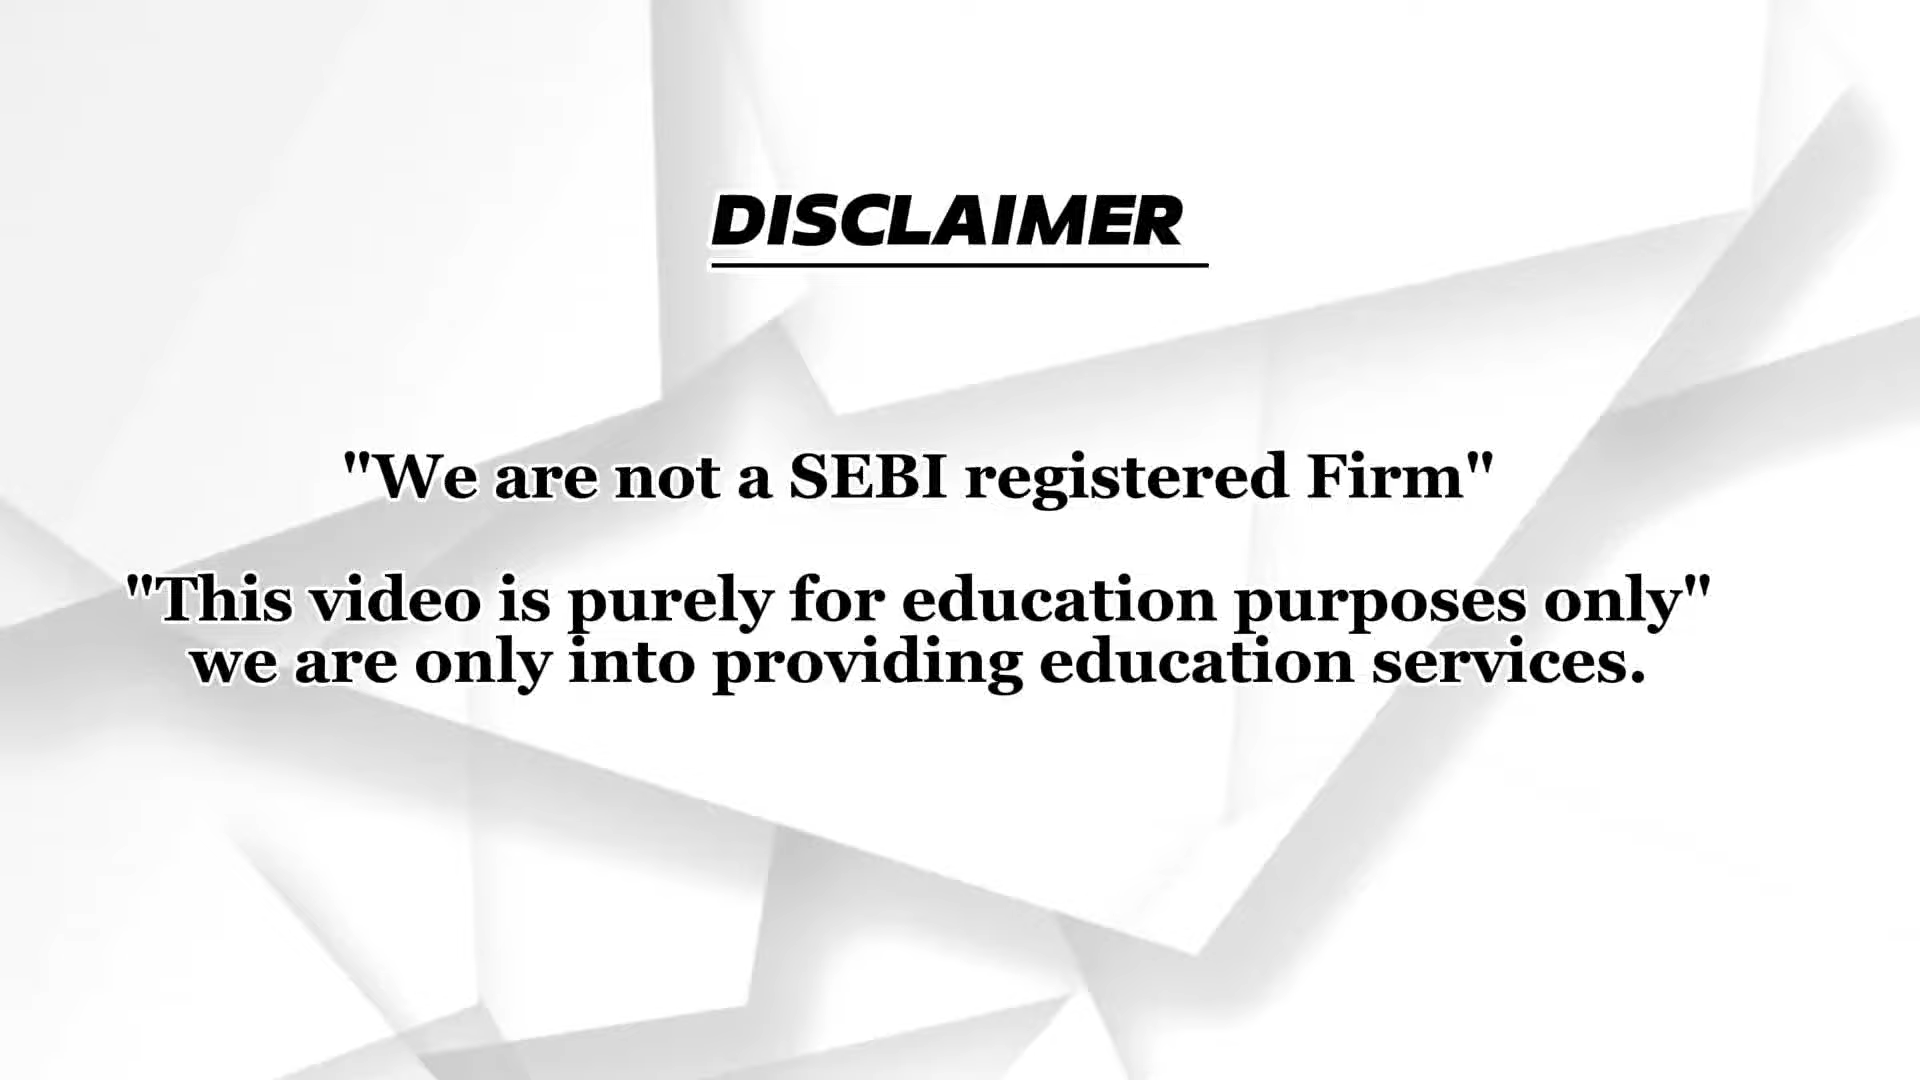 DISCLAIMER
"We are not a SEBI registered Firm"
"This video is purely for education purposes only"
we are only into providing education services.